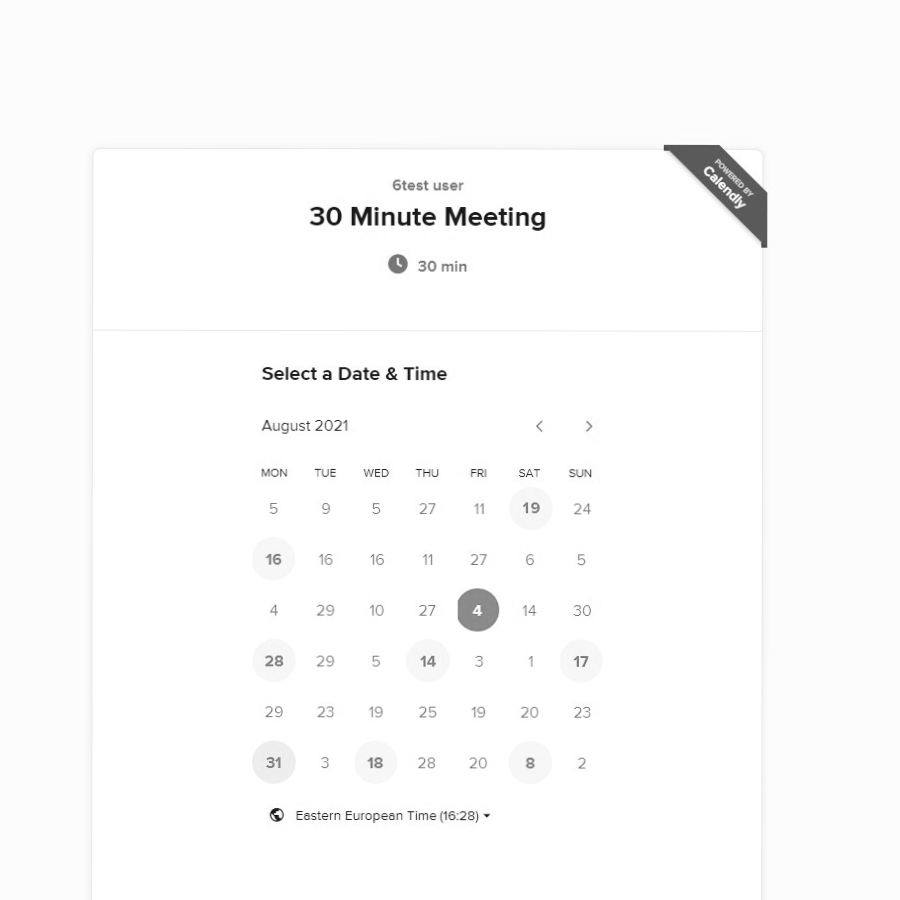 POWERED BY
Calendly
6test user
30 Minute Meeting
30 min
Select a Date & Time
August 2021
MON TUE WED THU FRI SAT SUN
5 9 5 27 11 19 24
16 16 16 11 27 6 5
4 29 10 27 4 14 30
28 29 5 14 3 1 17
29 23 19 25 19 20 23
31 3 18 28 20 8 2
Eastern European Time (16:28)